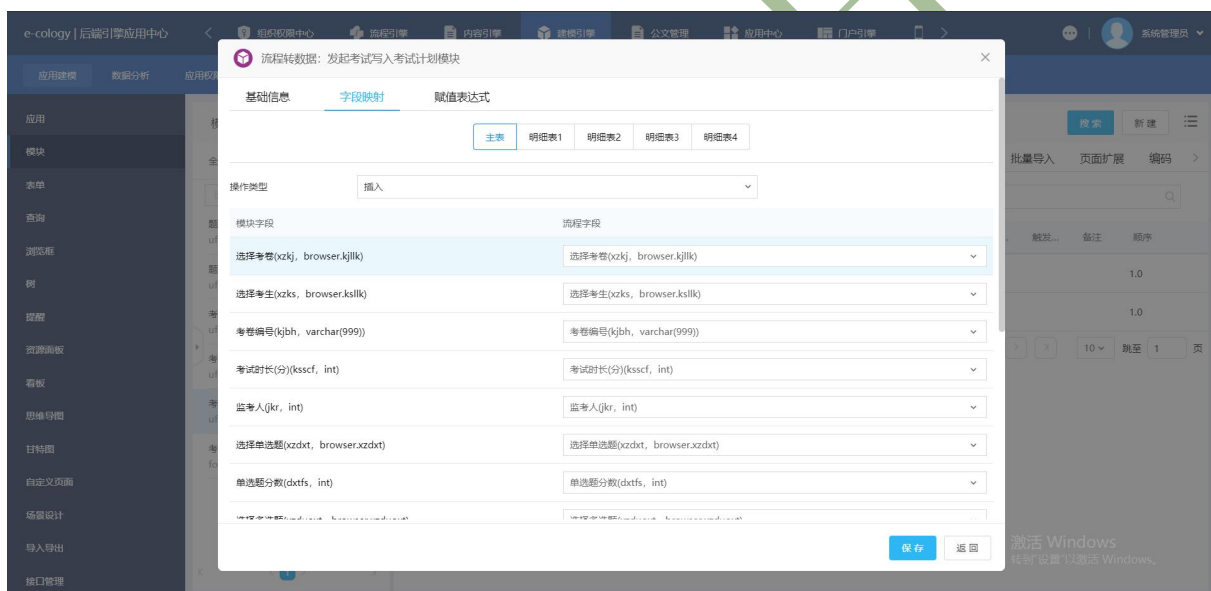 e-cology | 后端引擎应用中心 组织权限中心 流程引擎 内容引擎 建模引擎 公文管理 应用中心 门户引擎 系统管理员
应用建模 数据分析 应用权限
流程转数据：发起考试写入考试计划模块
基础信息 字段映射 赋值表达式
主表 明细表1 明细表2 明细表3 明细表4
操作类型 插入
模块字段 流程字段
选择考卷(xzkj, browser.kjllk) 选择考卷(xzkj, browser.kjllk)
选择考生(xzks, browser.ksllk) 选择考生(xzks, browser.ksllk)
考卷编号(kjbh, varchar(999)) 考卷编号(kjbh, varchar(999))
考试时长(分)(ksscf, int) 考试时长(分)(ksscf, int)
监考人(jkr, int) 监考人(jkr, int)
选择单选题(xzdxt, browser.xzdxt) 选择单选题(xzdxt, browser.xzdxt)
单选题分数(dxtfs, int) 单选题分数(dxtfs, int)
保存 返回
应用
模块
表单
查询
浏览框
树
提醒
资源面板
看板
思维导图
甘特图
自定义页面
场景设计
导入导出
接口管理
搜索 新建
批量导入 页面扩展 编码
触发... 备注 顺序
1.0
1.0
10 跳至 1 页
1
激活 Windows
转到"设置"以激活 Windows。